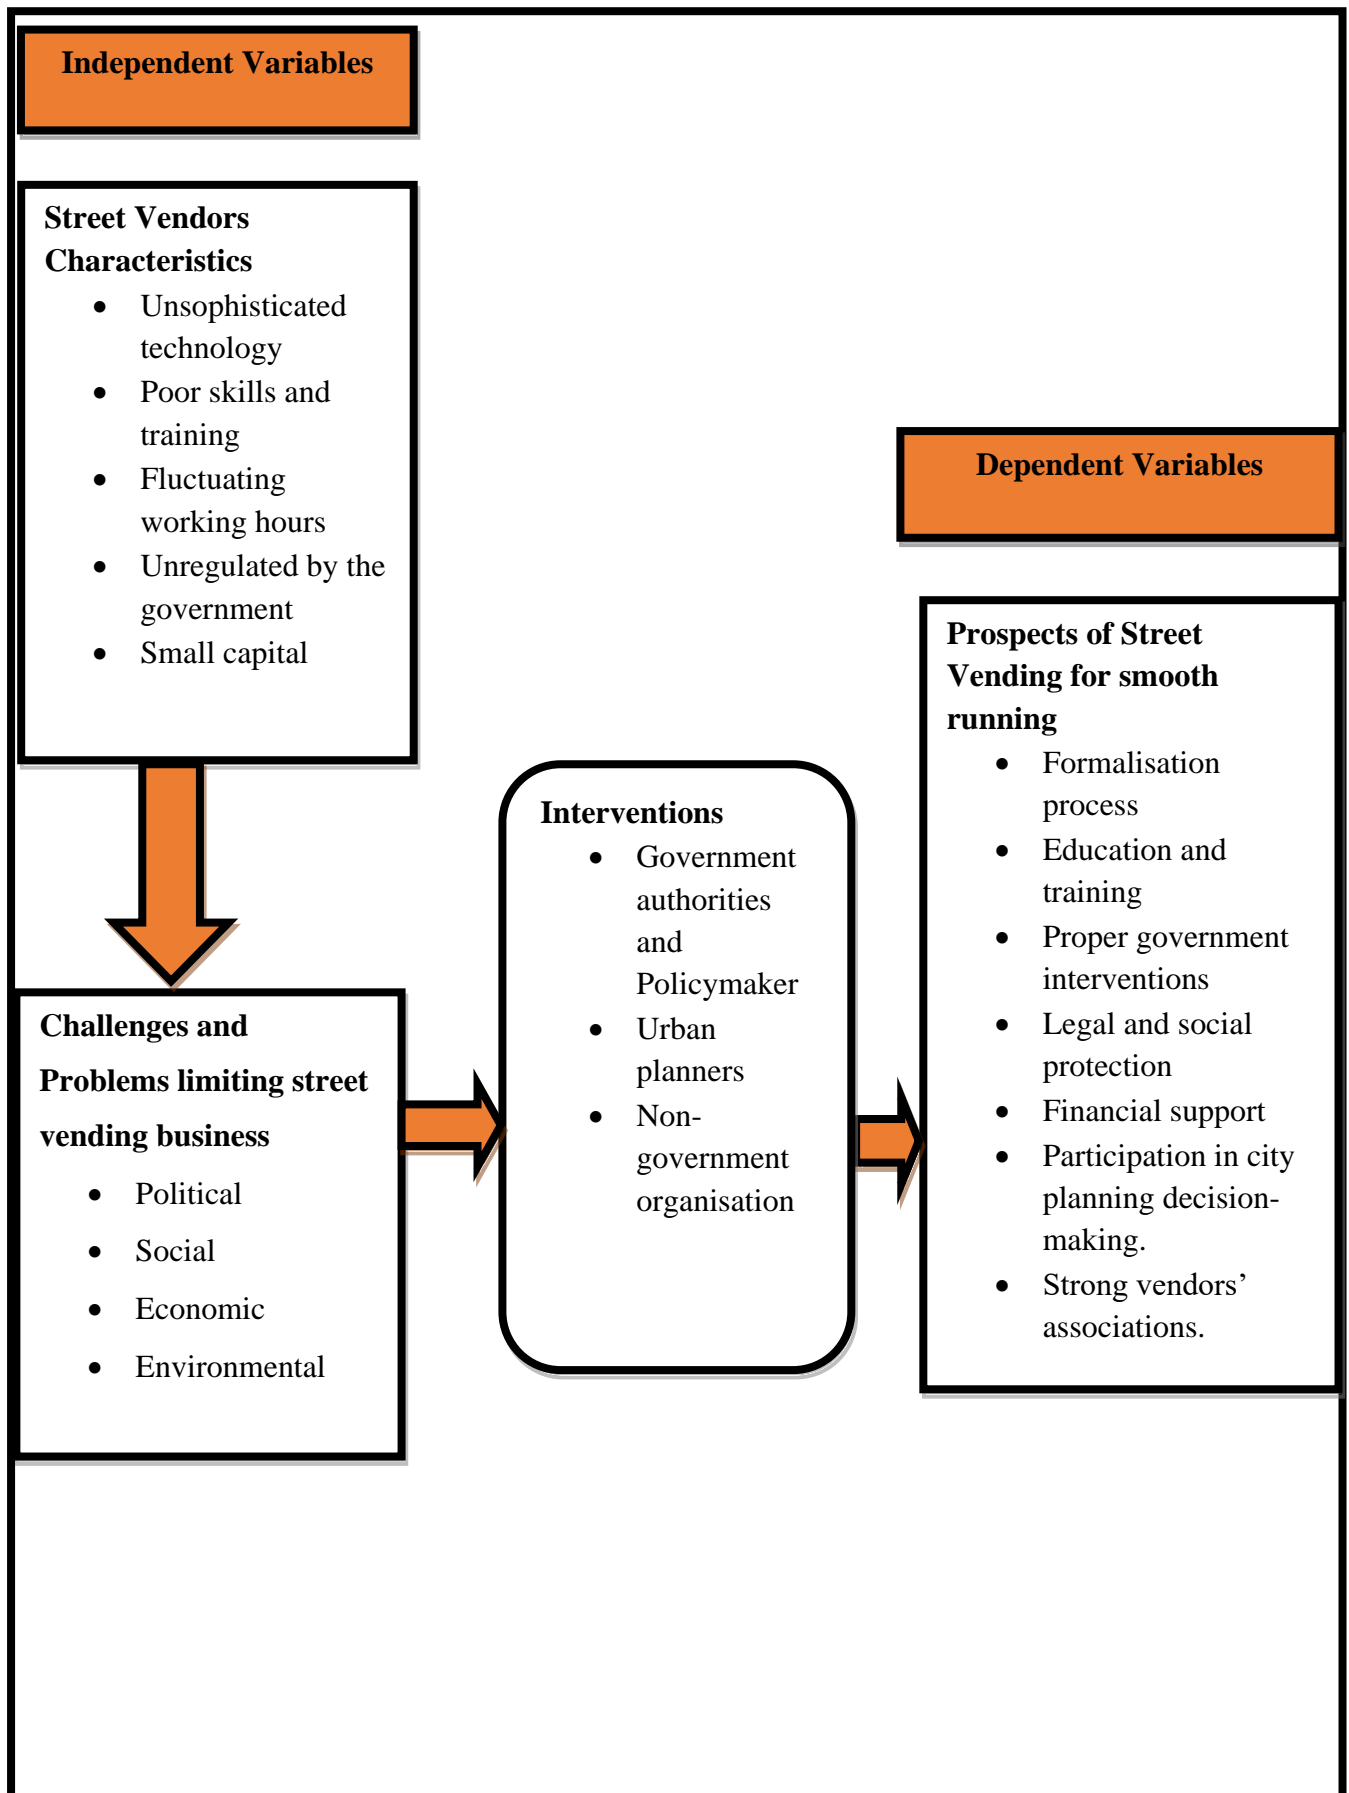 Independent Variables
Street Vendors
Characteristics
• Unsophisticated
technology
• Poor skills and
training
• Fluctuating
working hours
• Unregulated by the
government
• Small capital
Challenges and
Problems limiting street
vending business
• Political
• Social
• Economic
• Environmental
Interventions
• Government
authorities
and
Policymaker
• Urban
planners
• Non-
government
organisation
Dependent Variables
Prospects of Street
Vending for smooth
running
• Formalisation
process
• Education and
training
• Proper government
interventions
• Legal and social
protection
• Financial support
• Participation in city
planning decision-
making.
• Strong vendors’
associations.